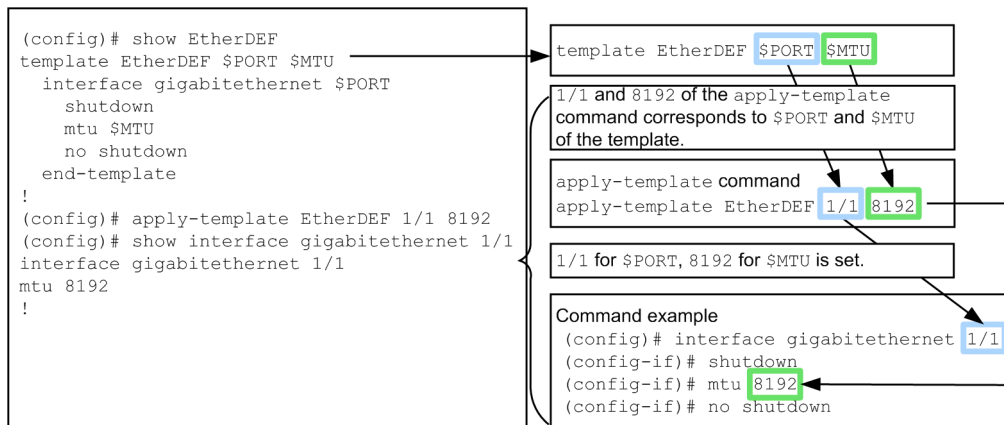 (config)# show EtherDEF
template EtherDEF $PORT $MTU
interface gigabitethernet $PORT
shutdown
mtu $MTU
no shutdown
end-template
!
(config)# apply-template EtherDEF 1/1 8192
(config)# show interface gigabitethernet 1/1
interface gigabitethernet 1/1
mtu 8192
!
template EtherDEF $PORT $MTU
1/1 and 8192 of the apply-template
command corresponds to $PORT and $MTU
of the template.
apply-template command
apply-template EtherDEF 1/1 8192
1/1 for $PORT, 8192 for $MTU is set.
Command example
(config)# interface gigabitethernet 1/1
(config-if)# shutdown
(config-if)# mtu 8192
(config-if)# no shutdown